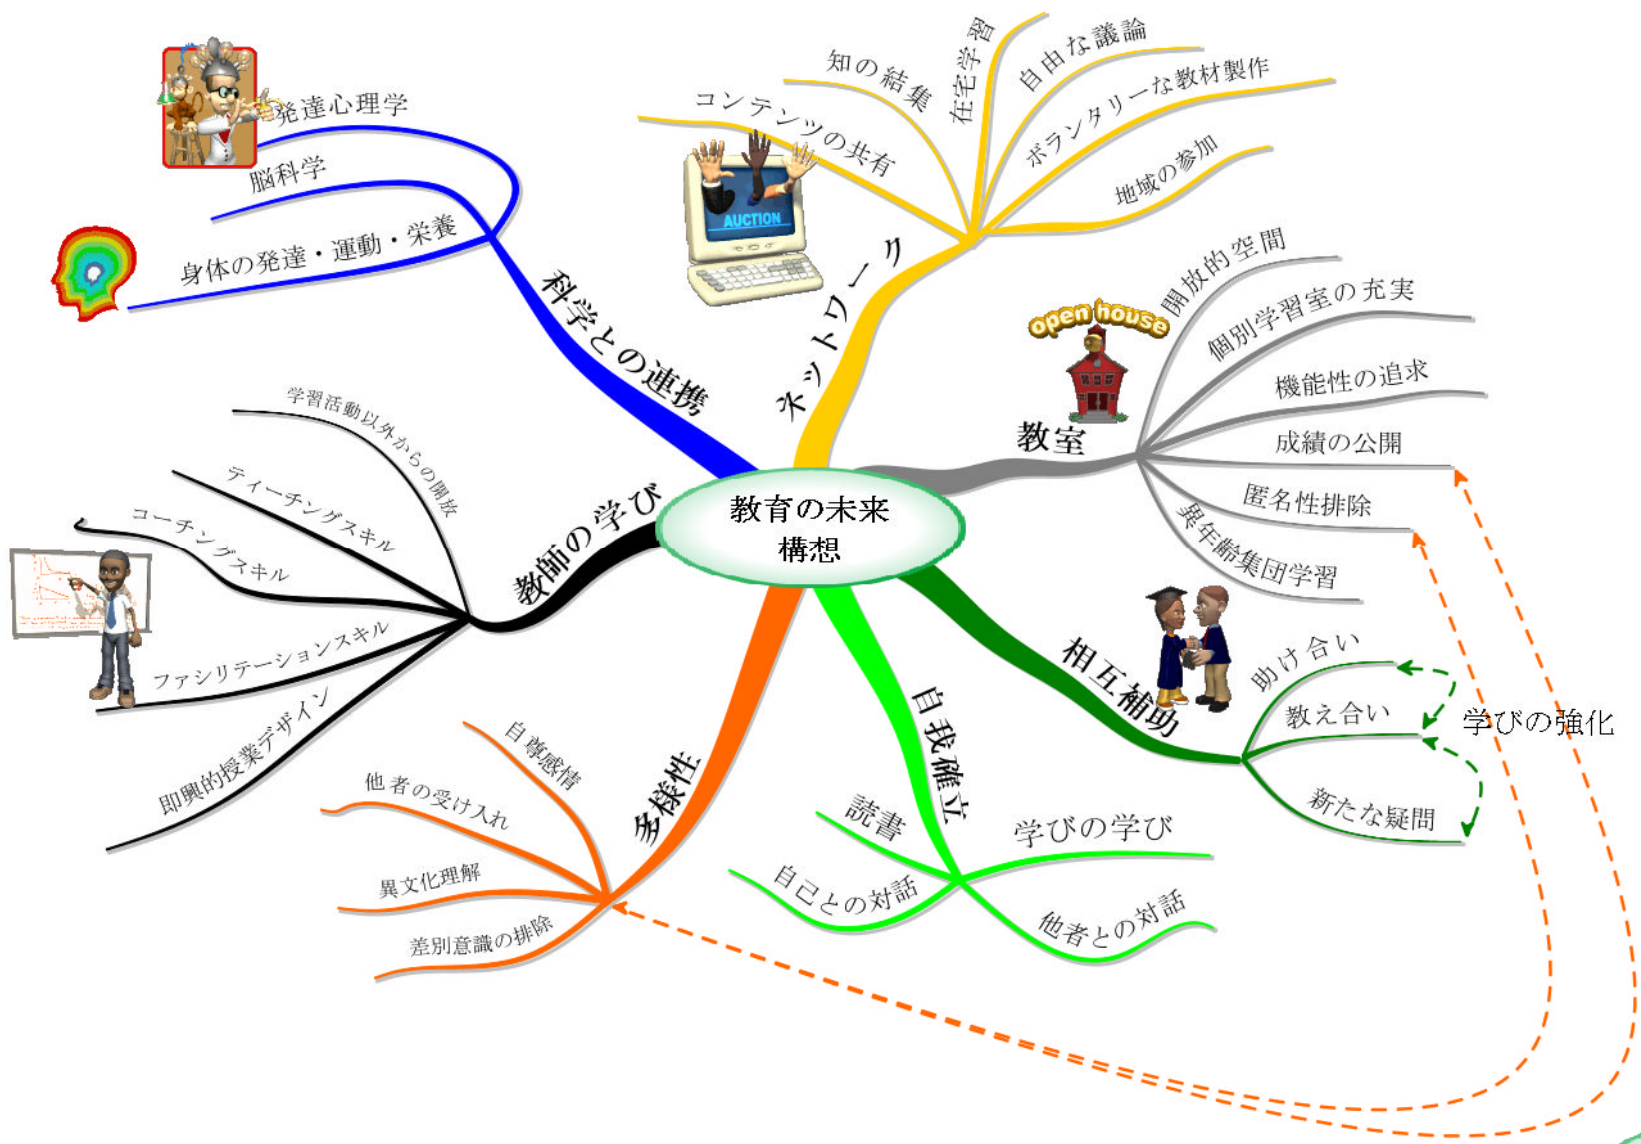 教育の未来
構想
ネットワーク
コンテンツの共有
知の結集
在宅学習
自由な議論
ボランタリーな教材製作
地域の参加
AUCTION
教室
open house
開放的空間
個別学習室の充実
機能性の追求
成績の公開
匿名性排除
異年齢集団学習
相互補助
助け合い
教え合い
新たな疑問
学びの強化
自我確立
学びの学び
他者との対話
読書
自己との対話
多様性
自尊感情
他者の受け入れ
異文化理解
差別意識の排除
教師の学び
学習活動以外からの開放
ティーチングスキル
コーチングスキル
ファシリテーションスキル
即興的授業デザイン
科学との連携
発達心理学
脳科学
身体の発達・運動・栄養